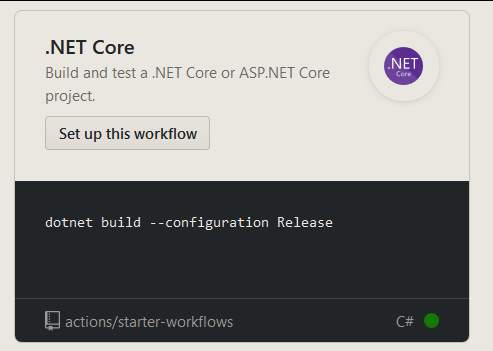 .NET Core
Build and test a .NET Core or ASP.NET Core
project.
.NET
Core
Set up this workflow
dotnet build --configuration Release
actions/starter-workflows
C#